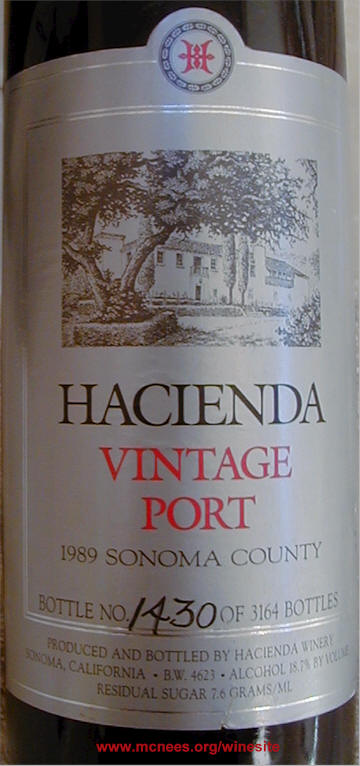 H
HACIENDA
VINTAGE
PORT
1989 SONOMA COUNTY
BOTTLE NO. 1430 OF 3164 BOTTLES
PRODUCED AND BOTTLED BY HACIENDA WINERY
SONOMA, CALIFORNIA • B.W. 4623 • ALCOHOL 18.7% BY VOLUME
RESIDUAL SUGAR 7.6 GRAMS/ML
www.mcnees.org/winesite